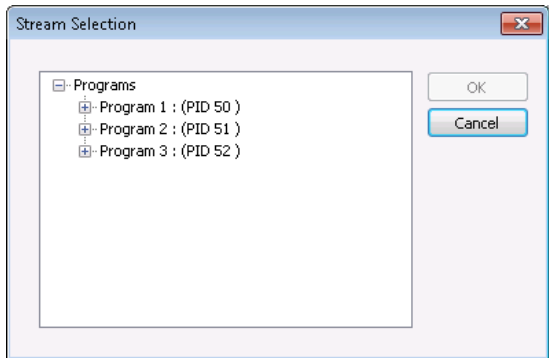 Stream Selection
Programs
Program 1 : (PID 50 )
Program 2 : (PID 51 )
Program 3 : (PID 52 )
OK
Cancel